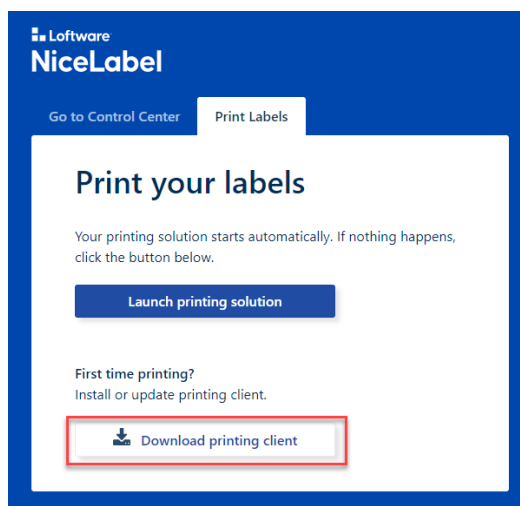 Loftware
NiceLabel
Go to Control Center
Print Labels
Print your labels
Your printing solution starts automatically. If nothing happens,
click the button below.
Launch printing solution
First time printing?
Install or update printing client.
Download printing client